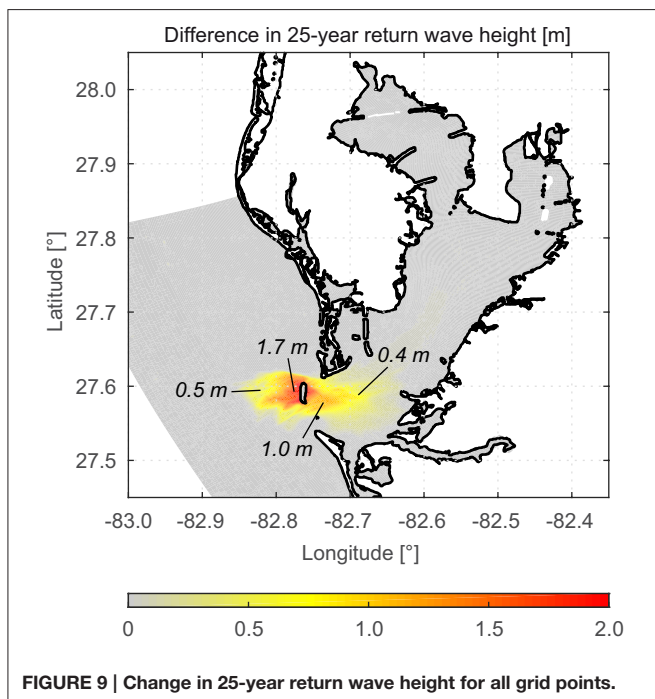 Difference in 25-year return wave height [m]
28.0
27.9
27.8
27.7
27.6
27.5
Latitude [°]
1.7 m
0.4 m
0.5 m
1.0 m
-83.0 -82.9 -82.8 -82.7 -82.6 -82.5 -82.4
Longitude [°]
0 0.5 1.0 1.5 2.0
FIGURE 9 | Change in 25-year return wave height for all grid points.